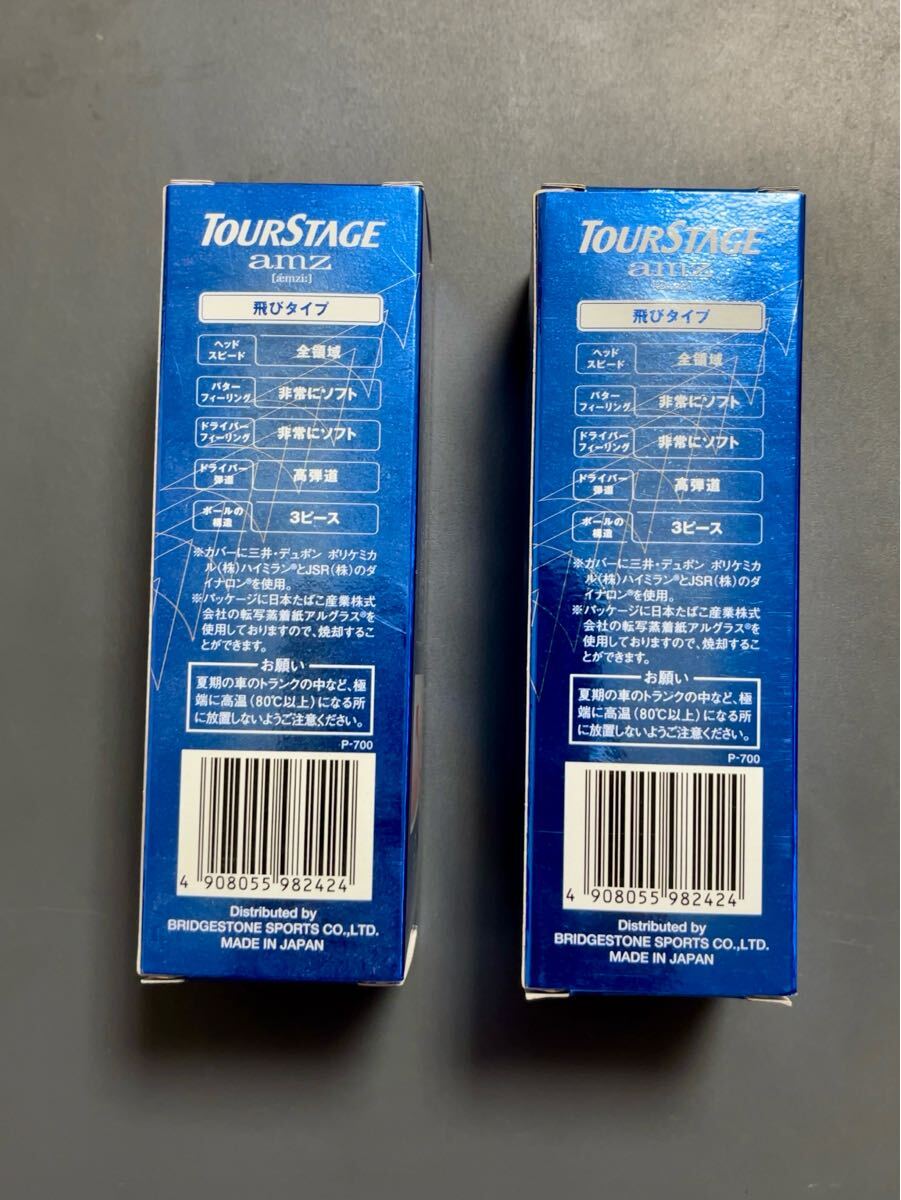 TOURSTAGE
amz
[ǽmzi:]
飛びタイプ
ヘッド
スピード
全領域
パター
フィーリング
非常にソフト
ドライバー
フィーリング
非常にソフト
ドライバー
弾道
高弾道
ボールの
構造
3ピース
※カバーに三井・デュポン ポリケミカ
ル(株)ハイミラン®とJSR(株)のダ
イナロン®を使用。
※パッケージに日本たばこ産業株式
会社の転写蒸着紙アルグラス®を
使用しておりますので、焼却するこ
とができます。
お願い
夏期の車のトランクの中など、極
端に高温(80℃以上)になる所
に放置しないようご注意ください。
P-700
4 908055 982424
Distributed by
BRIDGESTONE SPORTS CO.,LTD.
MADE IN JAPAN
TOURSTAGE
amz
[ǽmzi:]
飛びタイプ
ヘッド
スピード
全領域
パター
フィーリング
非常にソフト
ドライバー
フィーリング
非常にソフト
ドライバー
弾道
高弾道
ボールの
構造
3ピース
※カバーに三井・デュポン ポリケミカ
ル(株)ハイミラン®とJSR(株)のダ
イナロン®を使用。
※パッケージに日本たばこ産業株式
会社の転写蒸着紙アルグラス®を
使用しておりますので、焼却するこ
とができます。
お願い
夏期の車のトランクの中など、極
端に高温(80℃以上)になる所
に放置しないようご注意ください。
P-700
4 908055 982424
Distributed by
BRIDGESTONE SPORTS CO.,LTD.
MADE IN JAPAN